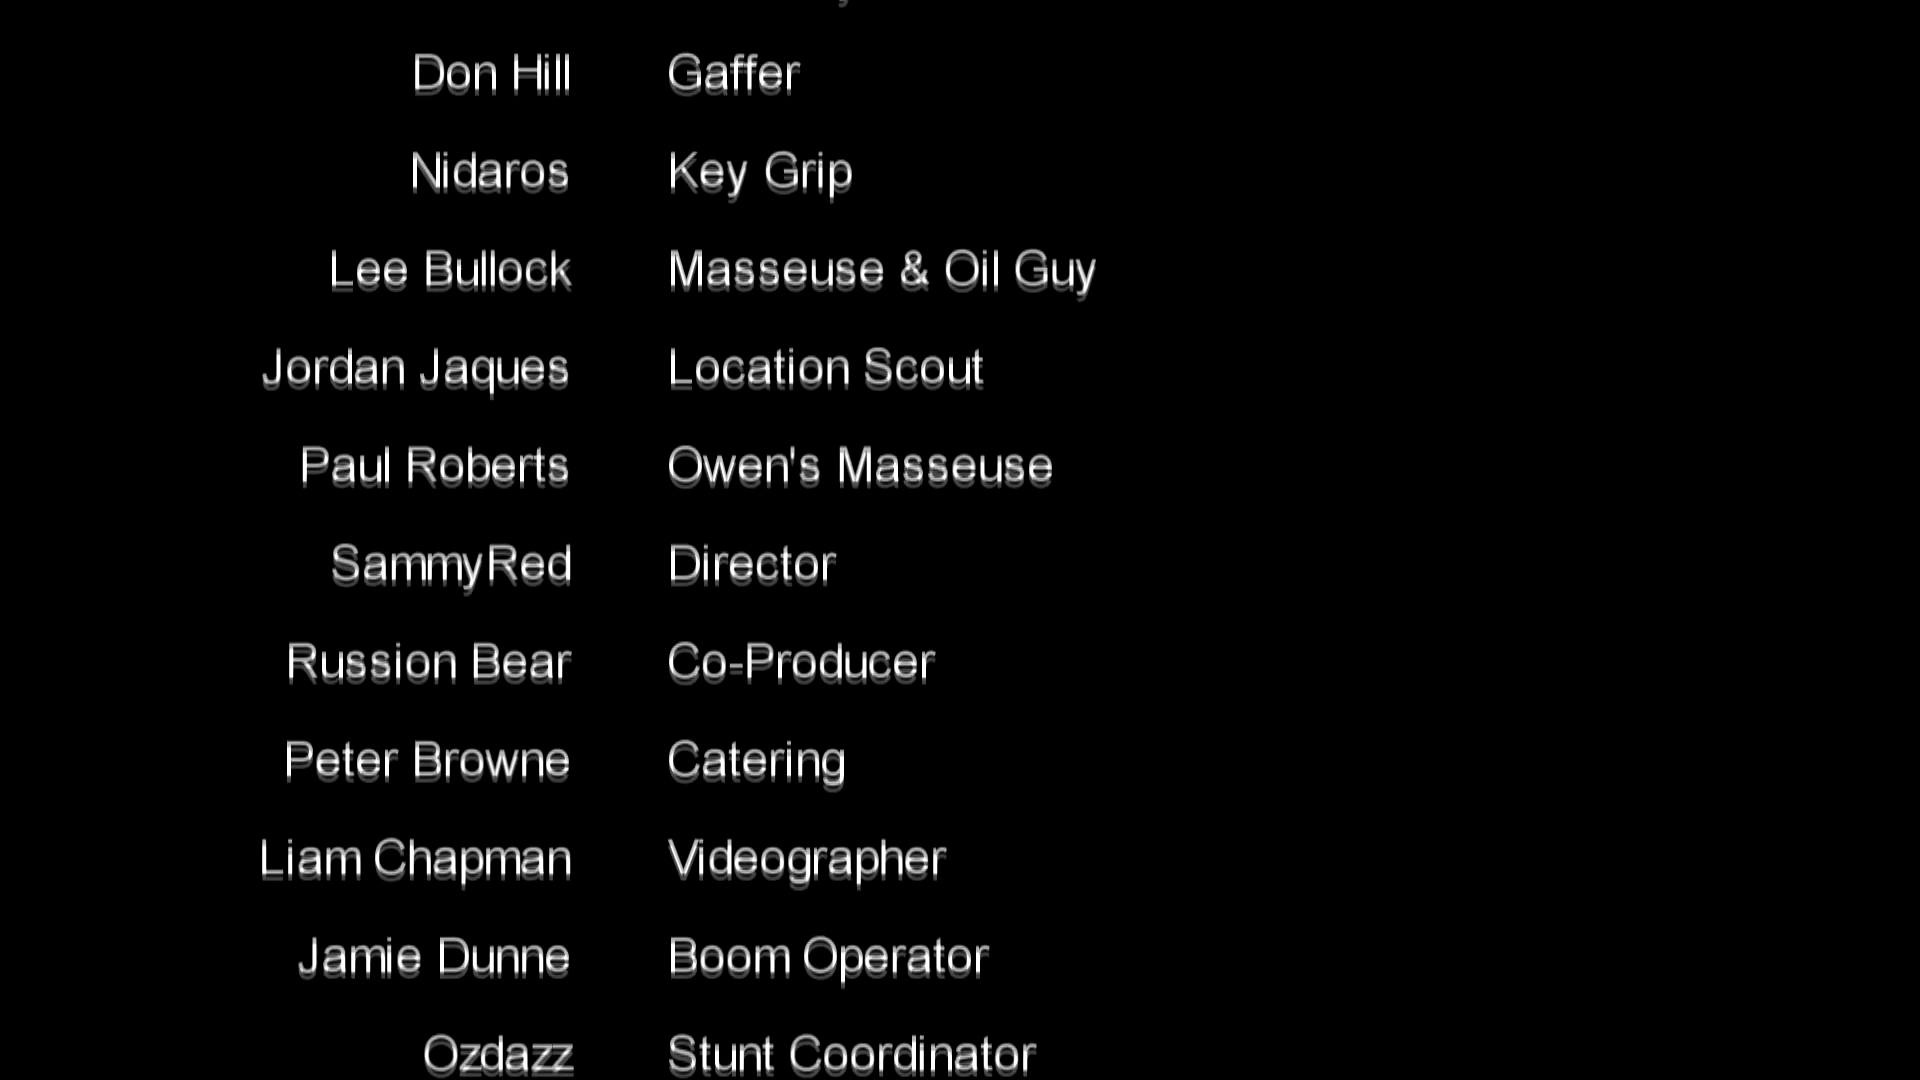 Don Hill Gaffer
Nidaros Key Grip
Lee Bullock Masseuse & Oil Guy
Jordan Jaques Location Scout
Paul Roberts Owen's Masseuse
SammyRed Director
Russion Bear Co-Producer
Peter Browne Catering
Liam Chapman Videographer
Jamie Dunne Boom Operator
Ozdazz Stunt Coordinator